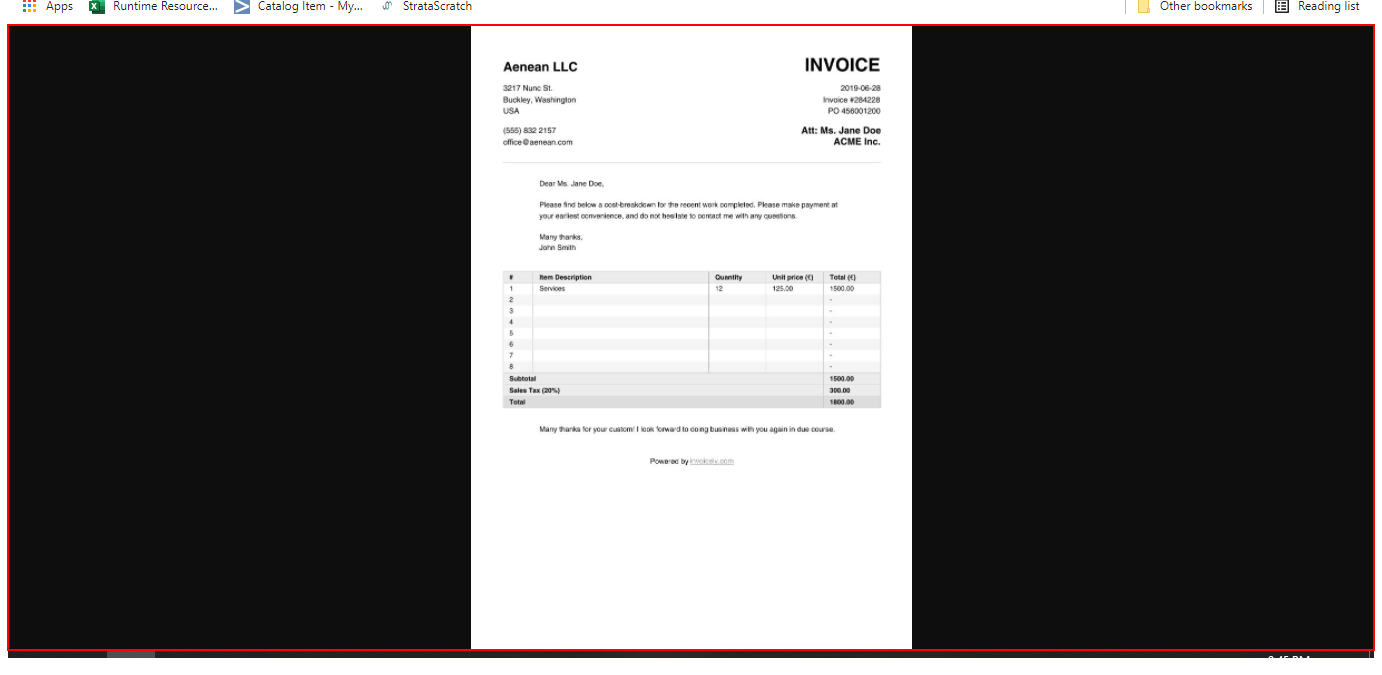 Apps Runtime Resource... Catalog Item - My... StrataScratch Other bookmarks Reading list
Aenean LLC
3217 Nunc St.
Buckley, Washington
USA
(555) 832 2157
office@aenean.com
INVOICE
2019-06-28
Invoice #284228
PO 456001200
Att: Ms. Jane Doe
ACME Inc.
Dear Ms. Jane Doe,
Please find below a cost-breakdown for the recent work completed. Please make payment at
your earliest convenience, and do not hesitate to contact me with any questions.
Many thanks,
John Smith
# Item Description Quantity Unit price (€) Total (€)
1 Services 12 125.00 1500.00
2 -
3 -
4 -
5 -
6 -
7 -
8 -
Subtotal 1500.00
Sales Tax (20%) 300.00
Total 1800.00
Many thanks for your custom! I look forward to doing business with you again in due course.
Powered by invoicely.com